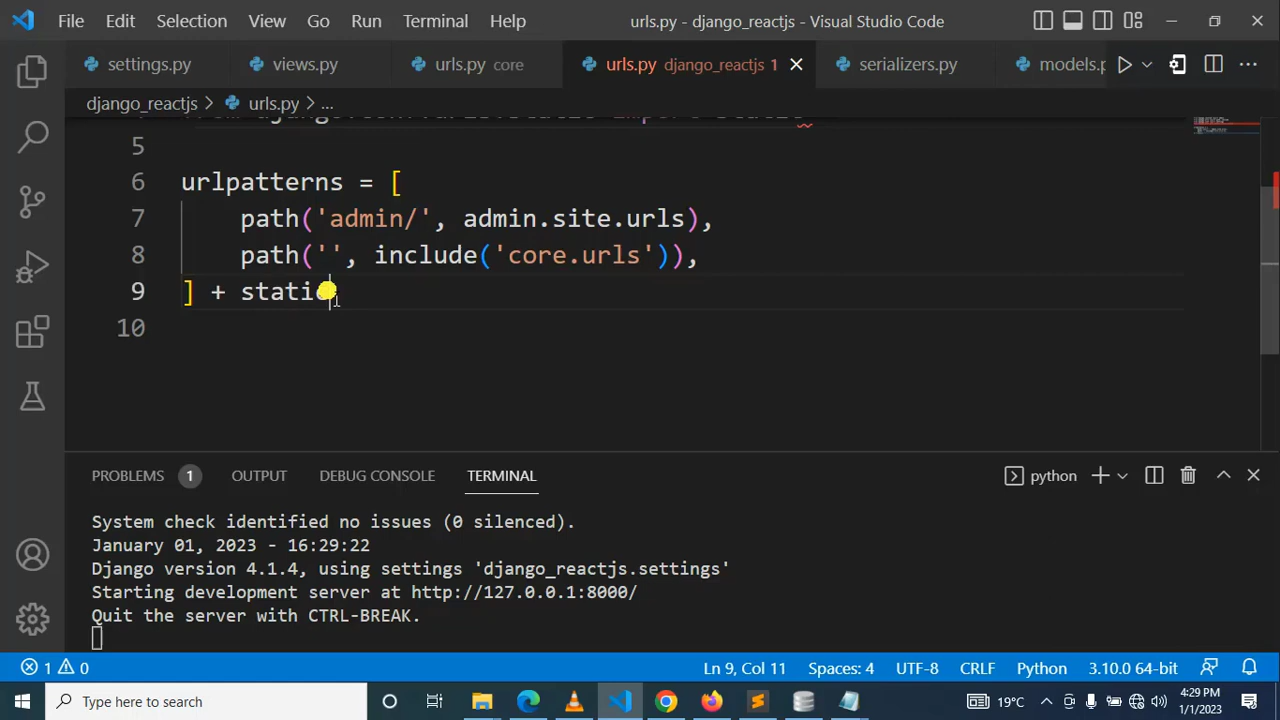 File Edit Selection View Go Run Terminal Help urls.py - django_reactjs - Visual Studio Code
settings.py views.py urls.py core urls.py django_reactjs 1 serializers.py models.p
django_reactjs > urls.py > ...
5
6 urlpatterns = [
7 path('admin/', admin.site.urls),
8 path('', include('core.urls')),
9 ] + static
10
PROBLEMS 1 OUTPUT DEBUG CONSOLE TERMINAL python
System check identified no issues (0 silenced).
January 01, 2023 - 16:29:22
Django version 4.1.4, using settings 'django_reactjs.settings'
Starting development server at http://127.0.0.1:8000/
Quit the server with CTRL-BREAK.
1 0 Ln 9, Col 11 Spaces: 4 UTF-8 CRLF Python 3.10.0 64-bit
Type here to search 19°C 4:29 PM
1/1/2023